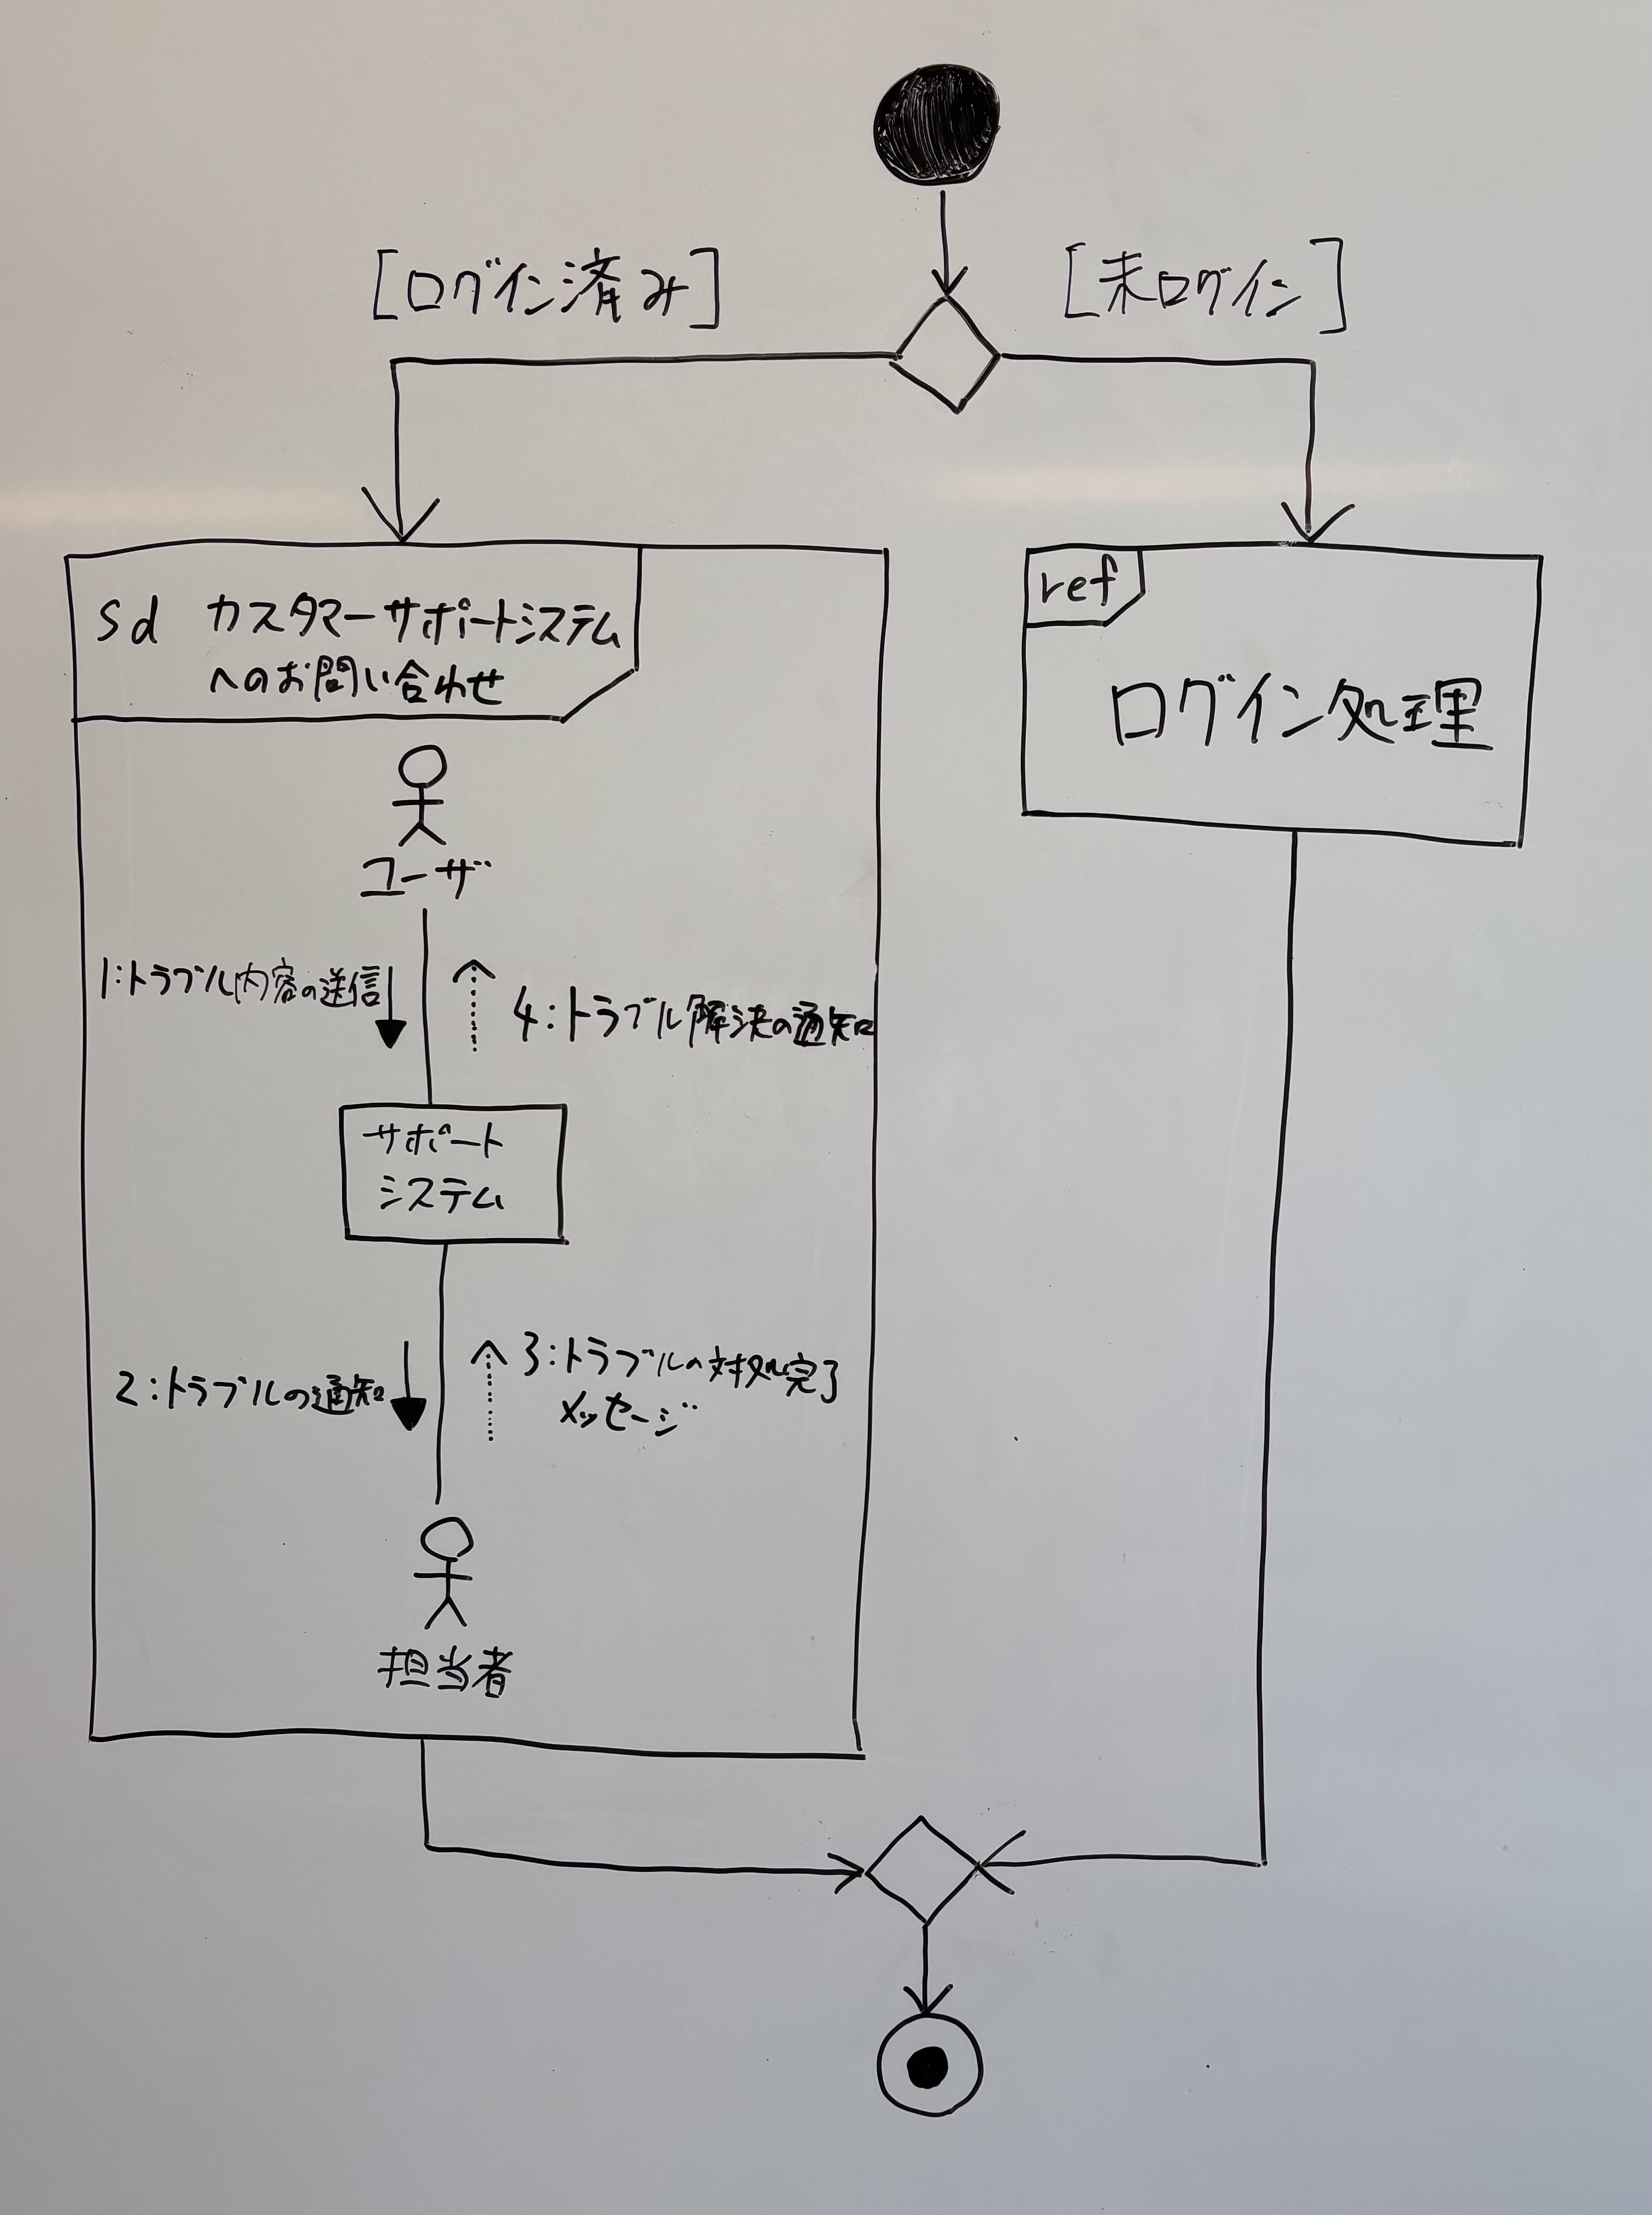 [ログイン済み]
[未ログイン]
sd カスタマーサポートシステム
へのお問い合わせ
ref
ログイン処理
ユーザ
1:トラブル内容の送信
4:トラブル解決の通知
サポート
システム
2:トラブルの通知
3:トラブルの対処完了
メッセージ
担当者